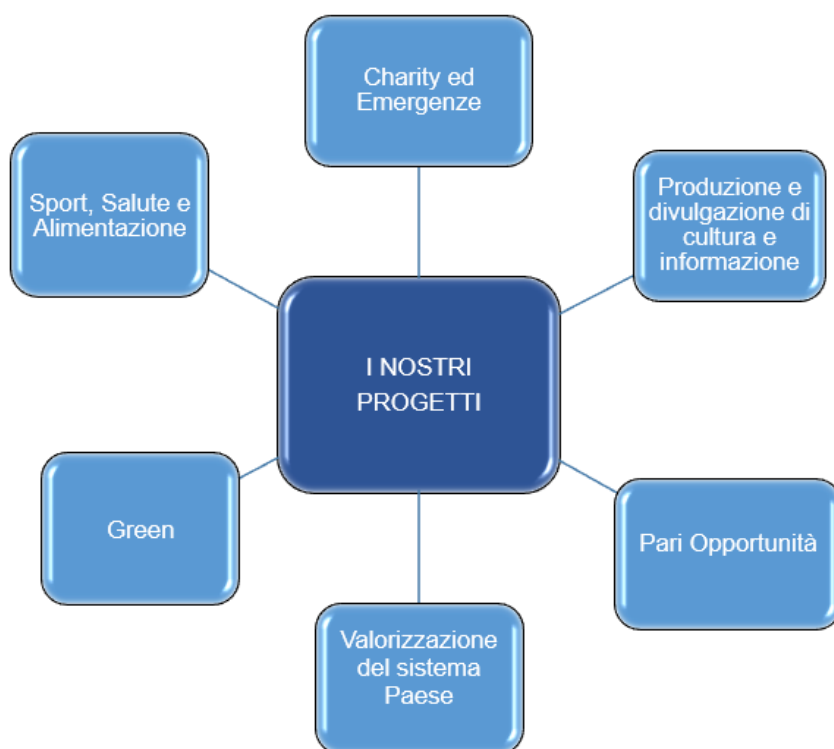 Charity ed
Emergenze
Sport, Salute e
Alimentazione
Produzione e
divulgazione di
cultura e
informazione
I NOSTRI
PROGETTI
Green
Pari Opportunità
Valorizzazione
del sistema
Paese